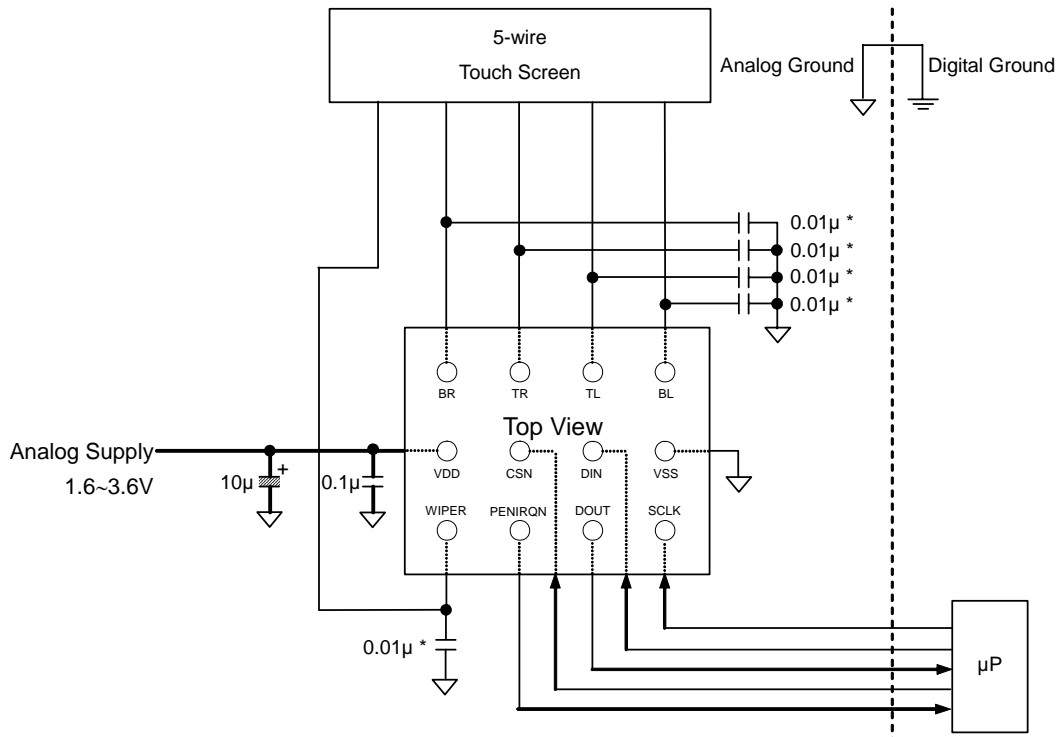 5-wire
Touch Screen
Analog Ground
Digital Ground
0.01µ *
0.01µ *
0.01µ *
0.01µ *
BR
TR
TL
BL
Top View
Analog Supply
1.6~3.6V
10µ
+
0.1µ
VDD
CSN
DIN
VSS
WIPER
PENIRQN
DOUT
SCLK
0.01µ *
µP